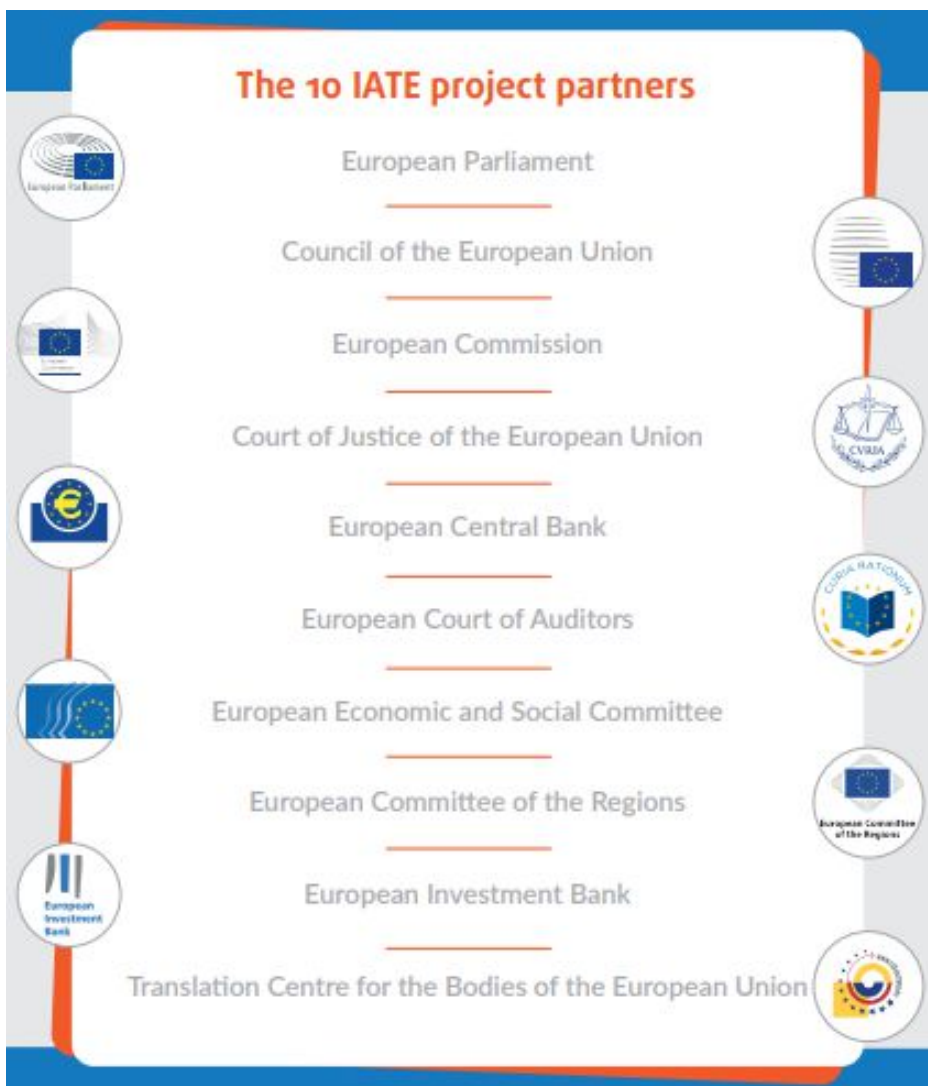 The 10 IATE project partners
European Parliament
European Parliament
Council of the European Union
European Commission
Court of Justice of the European Union
CVRIA
European Central Bank
€
European Court of Auditors
CURIA RATIONUM
European Economic and Social Committee
European Committee of the Regions
European Committee
of the Regions
European Investment Bank
European
Investment
Bank
Translation Centre for the Bodies of the European Union